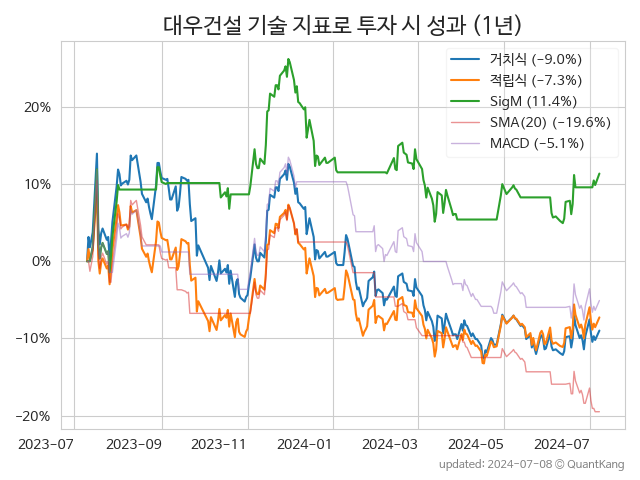 대우건설 기술 지표로 투자 시 성과 (1년)
거치식 (−9.0%)
적립식 (−7.3%)
SigM (11.4%)
SMA(20) (−19.6%)
MACD (−5.1%)
20%
10%
0%
−10%
−20%
2023-07 2023-09 2023-11 2024-01 2024-03 2024-05 2024-07
updated: 2024-07-08 © QuantKang